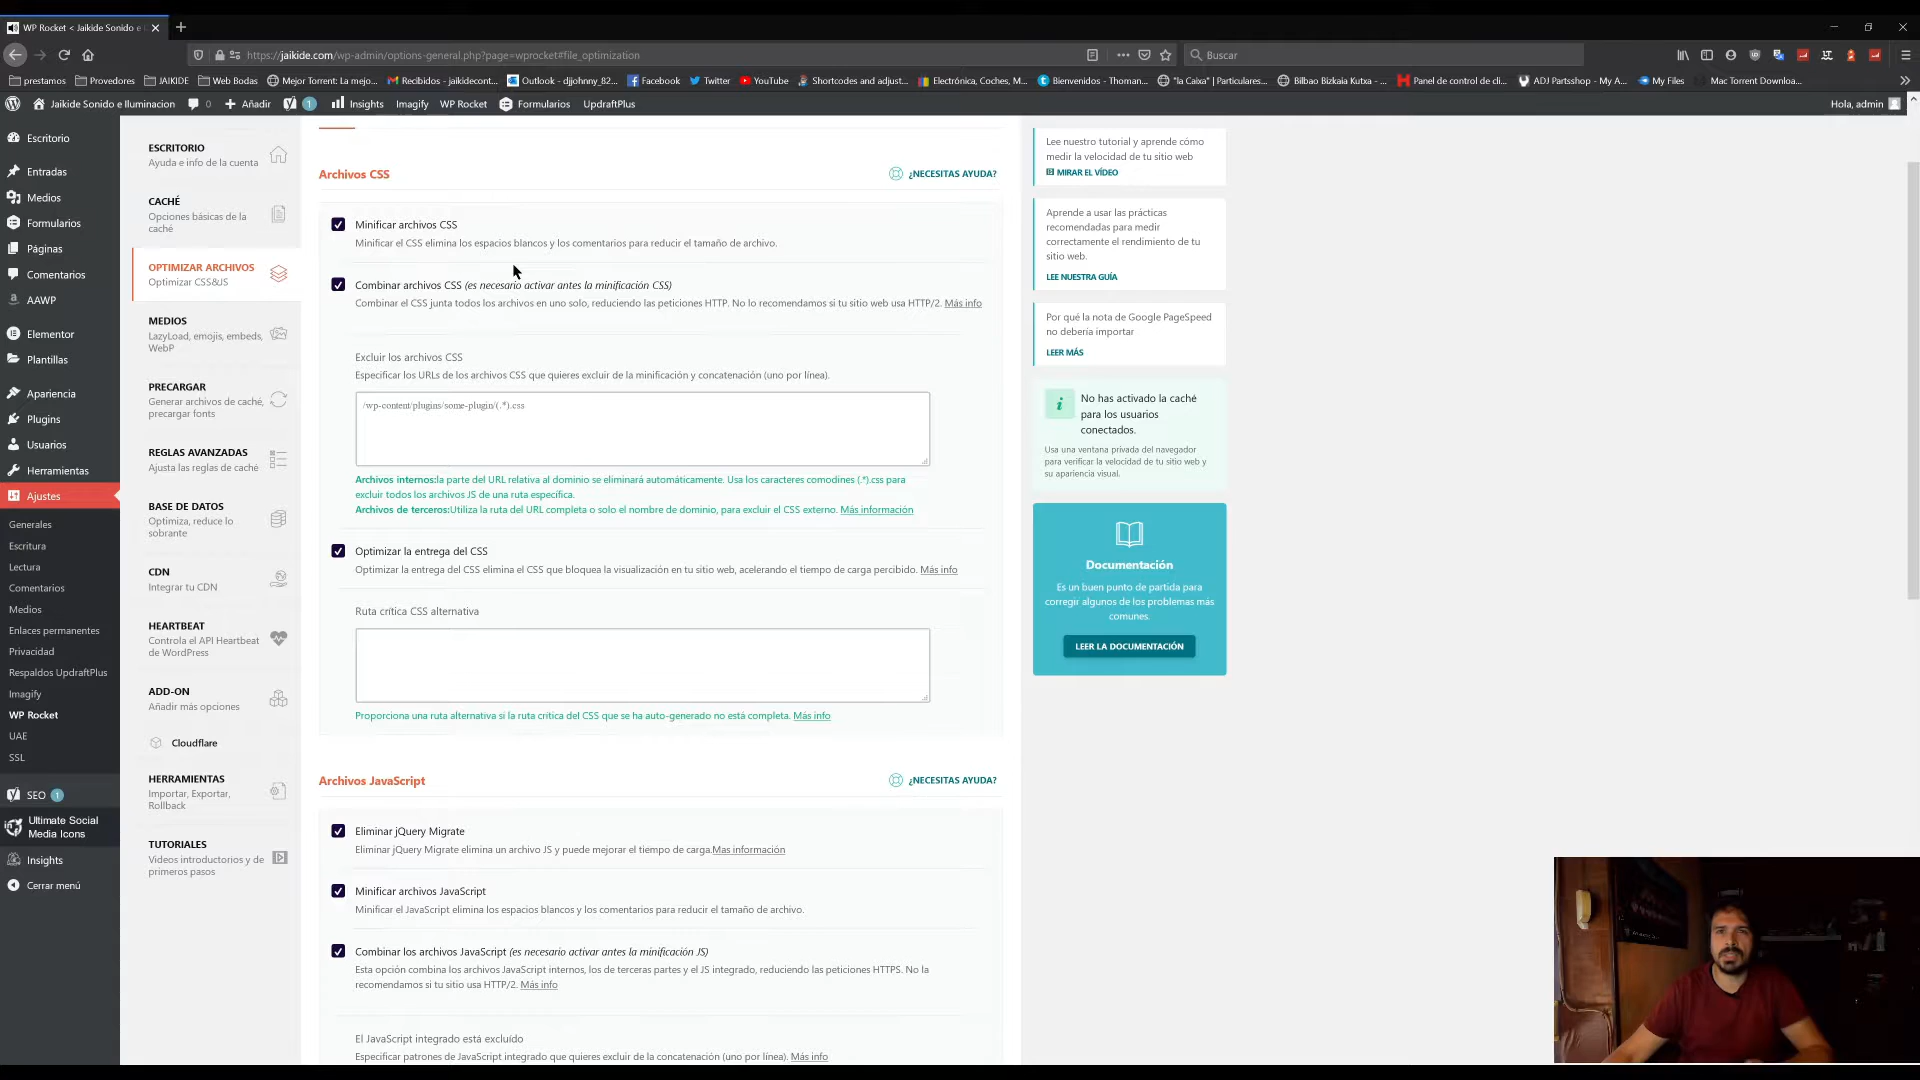 WP Rocket < Jaikide Sonido e I
https://jaikide.com/wp-admin/options-general.php?page=wprocket#file_optimization
Buscar
prestamos
Provedores
JAIKIDE
Web Bodas
Mejor Torrent: La mejo...
Recibidos - jaikidecont...
Outlook - djjohnny_82...
Facebook
Twitter
YouTube
Shortcodes and adjust...
Electrónica, Coches, M...
Bienvenidos - Thoman...
"la Caixa" | Particulares...
Bilbao Bizkaia Kutxa - ...
Panel de control de cli...
ADJ Partsshop - My A...
My Files
Mac Torrent Downloa...
Jaikide Sonido e Iluminacion
0
Añadir
1
Insights
Imagify
WP Rocket
Formularios
UpdraftPlus
Hola, admin
Escritorio
Entradas
Medios
Formularios
Páginas
Comentarios
AAWP
Elementor
Plantillas
Apariencia
Plugins
Usuarios
Herramientas
Ajustes
Generales
Escritura
Lectura
Comentarios
Medios
Enlaces permanentes
Privacidad
Respaldos UpdraftPlus
Imagify
WP Rocket
UAE
SSL
SEO 1
Ultimate Social
Media Icons
Insights
Cerrar menú
ESCRITORIO
Ayuda e info de la cuenta
CACHÉ
Opciones básicas de la
caché
OPTIMIZAR ARCHIVOS
Optimizar CSS&JS
MEDIOS
LazyLoad, emojis, embeds,
WebP
PRECARGAR
Generar archivos de caché,
precargar fonts
REGLAS AVANZADAS
Ajusta las reglas de caché
BASE DE DATOS
Optimiza, reduce lo
sobrante
CDN
Integrar tu CDN
HEARTBEAT
Controla el API Heartbeat
de WordPress
ADD-ON
Añadir más opciones
Cloudflare
HERRAMIENTAS
Importar, Exportar,
Rollback
TUTORIALES
Videos introductorios y de
primeros pasos
Archivos CSS
¿NECESITAS AYUDA?
Minificar archivos CSS
Minificar el CSS elimina los espacios blancos y los comentarios para reducir el tamaño de archivo.
Combinar archivos CSS (es necesario activar antes la minificación CSS)
Combinar el CSS junta todos los archivos en uno solo, reduciendo las peticiones HTTP. No lo recomendamos si tu sitio web usa HTTP/2. Más info
Excluir los archivos CSS
Especificar los URLs de los archivos CSS que quieres excluir de la minificación y concatenación (uno por línea).
/wp-content/plugins/some-plugin/(.*).css
Archivos internos:la parte del URL relativa al dominio se eliminará automáticamente. Usa los caracteres comodines (.*).css para
excluir todos los archivos JS de una ruta específica.
Archivos de terceros:Utiliza la ruta del URL completa o solo el nombre de dominio, para excluir el CSS externo. Más información
Optimizar la entrega del CSS
Optimizar la entrega del CSS elimina el CSS que bloquea la visualización en tu sitio web, acelerando el tiempo de carga percibido. Más info
Ruta crítica CSS alternativa
Proporciona una ruta alternativa si la ruta crítica del CSS que se ha auto-generado no está completa. Más info
Archivos JavaScript
¿NECESITAS AYUDA?
Eliminar jQuery Migrate
Eliminar jQuery Migrate elimina un archivo JS y puede mejorar el tiempo de carga.Mas información
Minificar archivos JavaScript
Minificar el JavaScript elimina los espacios blancos y los comentarios para reducir el tamaño de archivo.
Combinar los archivos JavaScript (es necesario activar antes la minificación JS)
Esta opción combina los archivos JavaScript internos, los de terceras partes y el JS integrado, reduciendo las peticiones HTTPS. No la
recomendamos si tu sitio usa HTTP/2. Más info
El JavaScript integrado está excluído
Especificar patrones de JavaScript integrado que quieres excluir de la concatenación (uno por línea). Más info
Lee nuestro tutorial y aprende cómo
medir la velocidad de tu sitio web
MIRAR EL VÍDEO
Aprende a usar las prácticas
recomendadas para medir
correctamente el rendimiento de tu
sitio web.
LEE NUESTRA GUÍA
Por qué la nota de Google PageSpeed
no debería importar
LEER MÁS
No has activado la caché
para los usuarios
conectados.
Usa una ventana privada del navegador
para verificar la velocidad de tu sitio web y
su apariencia visual.
Documentación
Es un buen punto de partida para
corregir algunos de los problemas más
comunes.
LEER LA DOCUMENTACIÓN